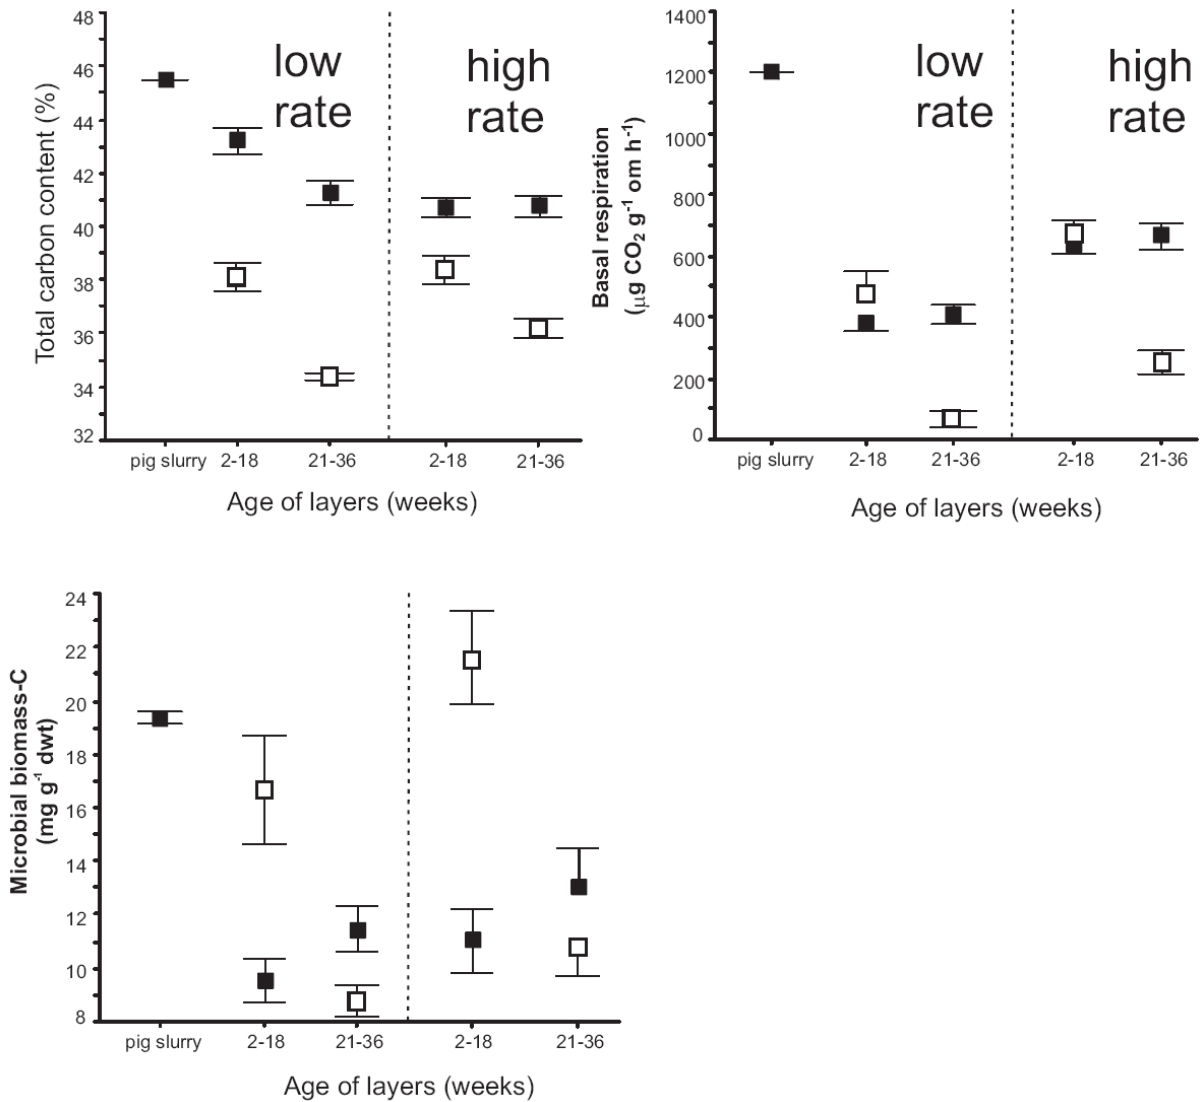 Total carbon content (%)
48
46
44
42
40
38
36
34
32
low
rate
high
rate
pig slurry 2-18 21-36 2-18 21-36
Age of layers (weeks)
Basal respiration
(µg CO2 g-1 om h-1)
1400
1200
1000
800
600
400
200
0
low
rate
high
rate
pig slurry 2-18 21-36 2-18 21-36
Age of layers (weeks)
Microbial biomass-C
(mg g-1 dwt)
24
22
20
18
16
14
12
10
8
pig slurry 2-18 21-36 2-18 21-36
Age of layers (weeks)